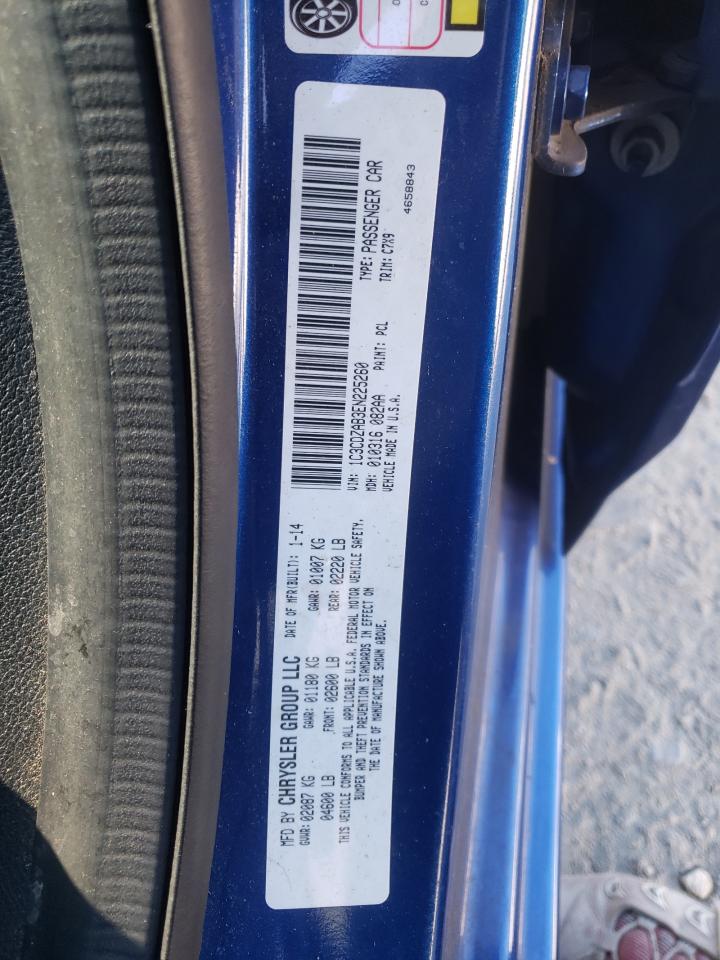 MFD BY CHRYSLER GROUP LLC
DATE OF MFR(BUILT): 1-14
GVWR: 02087 KG
GAWR: 01180 KG
GAWR: 01007 KG
04600 LB
FRONT: 02600 LB
REAR: 02220 LB
THIS VEHICLE CONFORMS TO ALL APPLICABLE U.S.A. FEDERAL MOTOR VEHICLE SAFETY,
BUMPER AND THEFT PREVENTION STANDARDS IN EFFECT ON
THE DATE OF MANUFACTURE SHOWN ABOVE.
VIN: 1C3CDZAB3EN225260
TYPE: PASSENGER CAR
MDH: 010316 082AA
PAINT: PCL
TRIM: C7X9
VEHICLE MADE IN U.S.A.
4658843